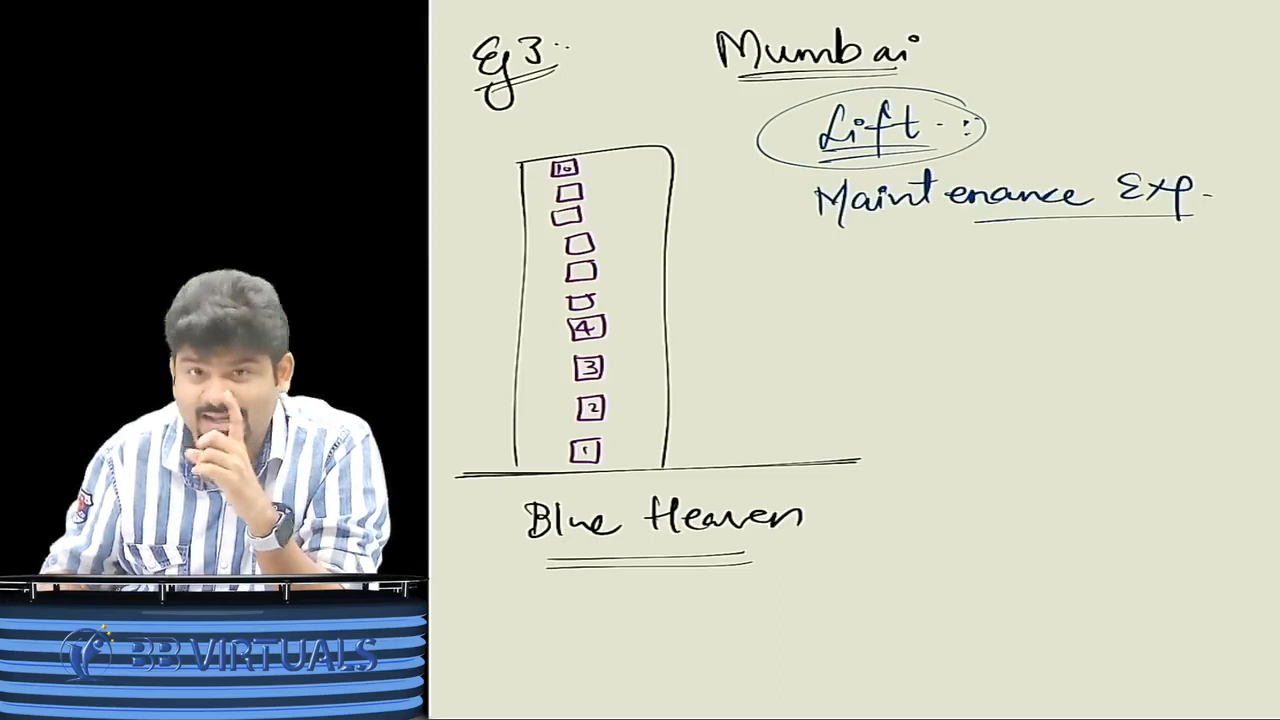 Eg 3..
Mumbai
Lift
Maintenance Exp.
10
4
3
2
1
Blue Heaven
BB VIRTUALS